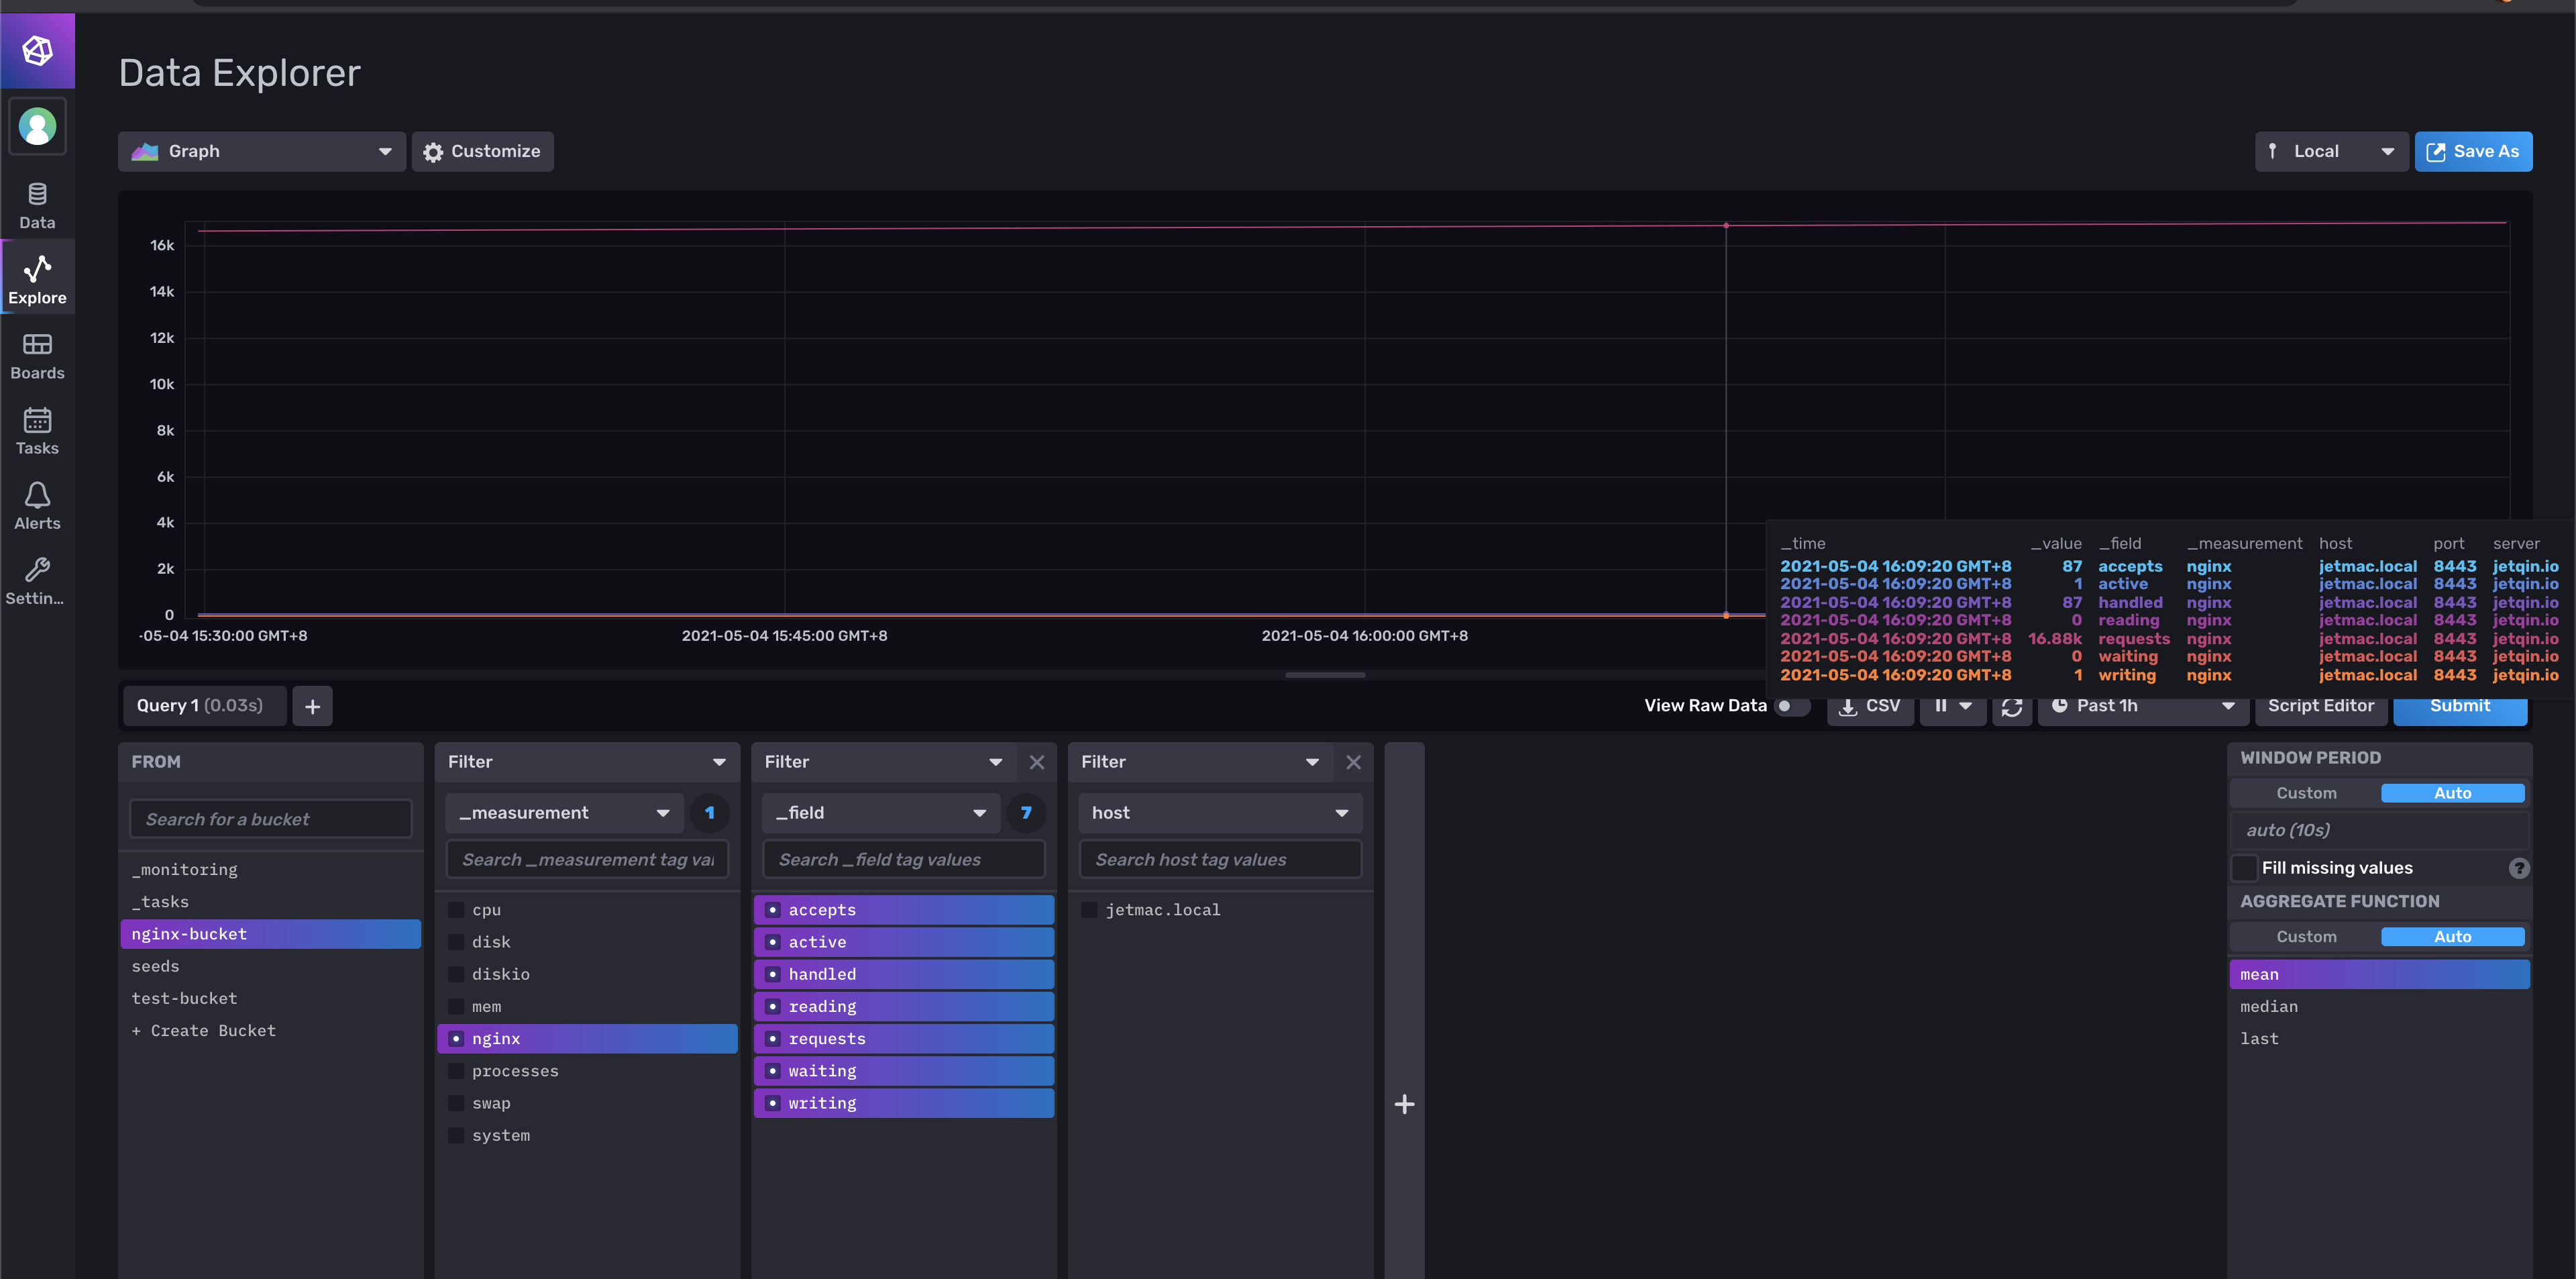 Data Explorer
Graph
Customize
Local
Save As
Data
Explore
Boards
Tasks
Alerts
Settin...
16k
14k
12k
10k
8k
6k
4k
2k
0
-05-04 15:30:00 GMT+8
2021-05-04 15:45:00 GMT+8
2021-05-04 16:00:00 GMT+8
_time _value _field _measurement host port server
2021-05-04 16:09:20 GMT+8 87 accepts nginx jetmac.local 8443 jetqin.io
2021-05-04 16:09:20 GMT+8 1 active nginx jetmac.local 8443 jetqin.io
2021-05-04 16:09:20 GMT+8 87 handled nginx jetmac.local 8443 jetqin.io
2021-05-04 16:09:20 GMT+8 0 reading nginx jetmac.local 8443 jetqin.io
2021-05-04 16:09:20 GMT+8 16.88k requests nginx jetmac.local 8443 jetqin.io
2021-05-04 16:09:20 GMT+8 0 waiting nginx jetmac.local 8443 jetqin.io
2021-05-04 16:09:20 GMT+8 1 writing nginx jetmac.local 8443 jetqin.io
Query 1 (0.03s)
+
View Raw Data
CSV
Past 1h
Script Editor
Submit
FROM
Search for a bucket
_monitoring
_tasks
nginx-bucket
seeds
test-bucket
+ Create Bucket
Filter
_measurement
1
Search _measurement tag val
cpu
disk
diskio
mem
nginx
processes
swap
system
Filter
_field
7
Search _field tag values
accepts
active
handled
reading
requests
waiting
writing
Filter
host
Search host tag values
jetmac.local
+
WINDOW PERIOD
Custom
Auto
auto (10s)
Fill missing values
?
AGGREGATE FUNCTION
Custom
Auto
mean
median
last